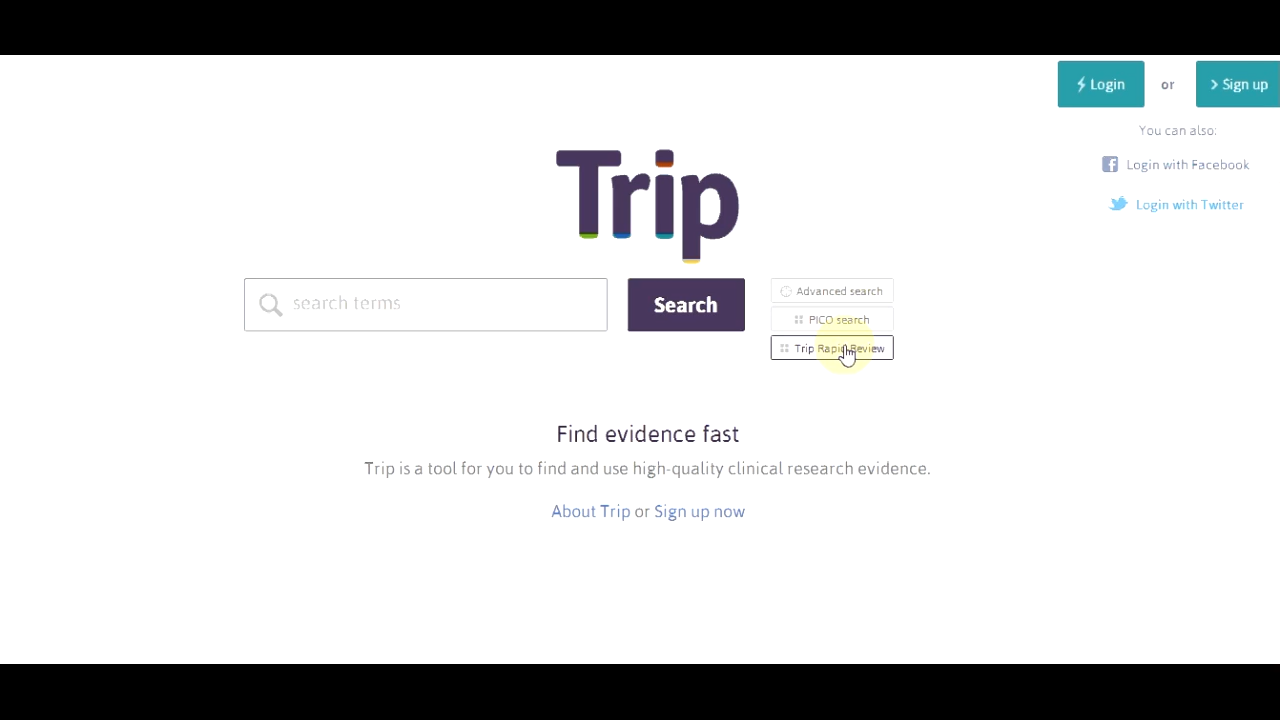 Login or Sign up
You can also:
Login with Facebook
Login with Twitter
Trip
search terms
Search
Advanced search
PICO search
Trip Rapid Review
Find evidence fast
Trip is a tool for you to find and use high-quality clinical research evidence.
About Trip or Sign up now